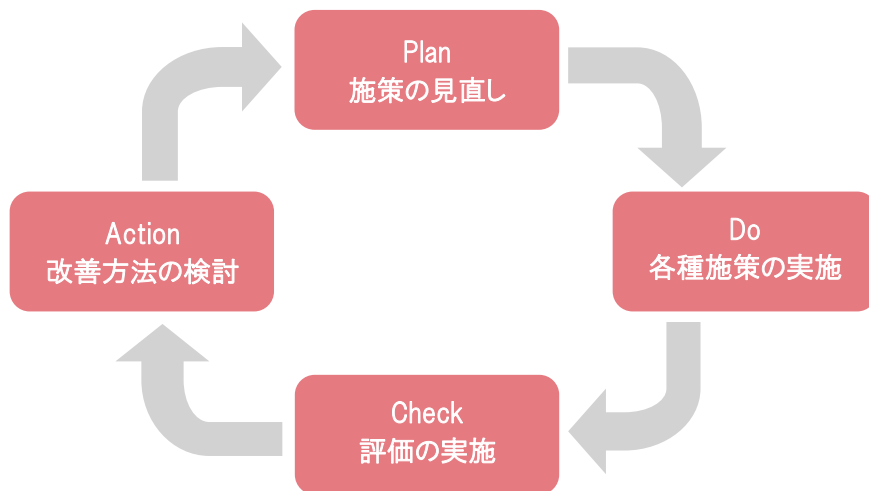 Plan
施策の見直し
Do
各種施策の実施
Check
評価の実施
Action
改善方法の検討